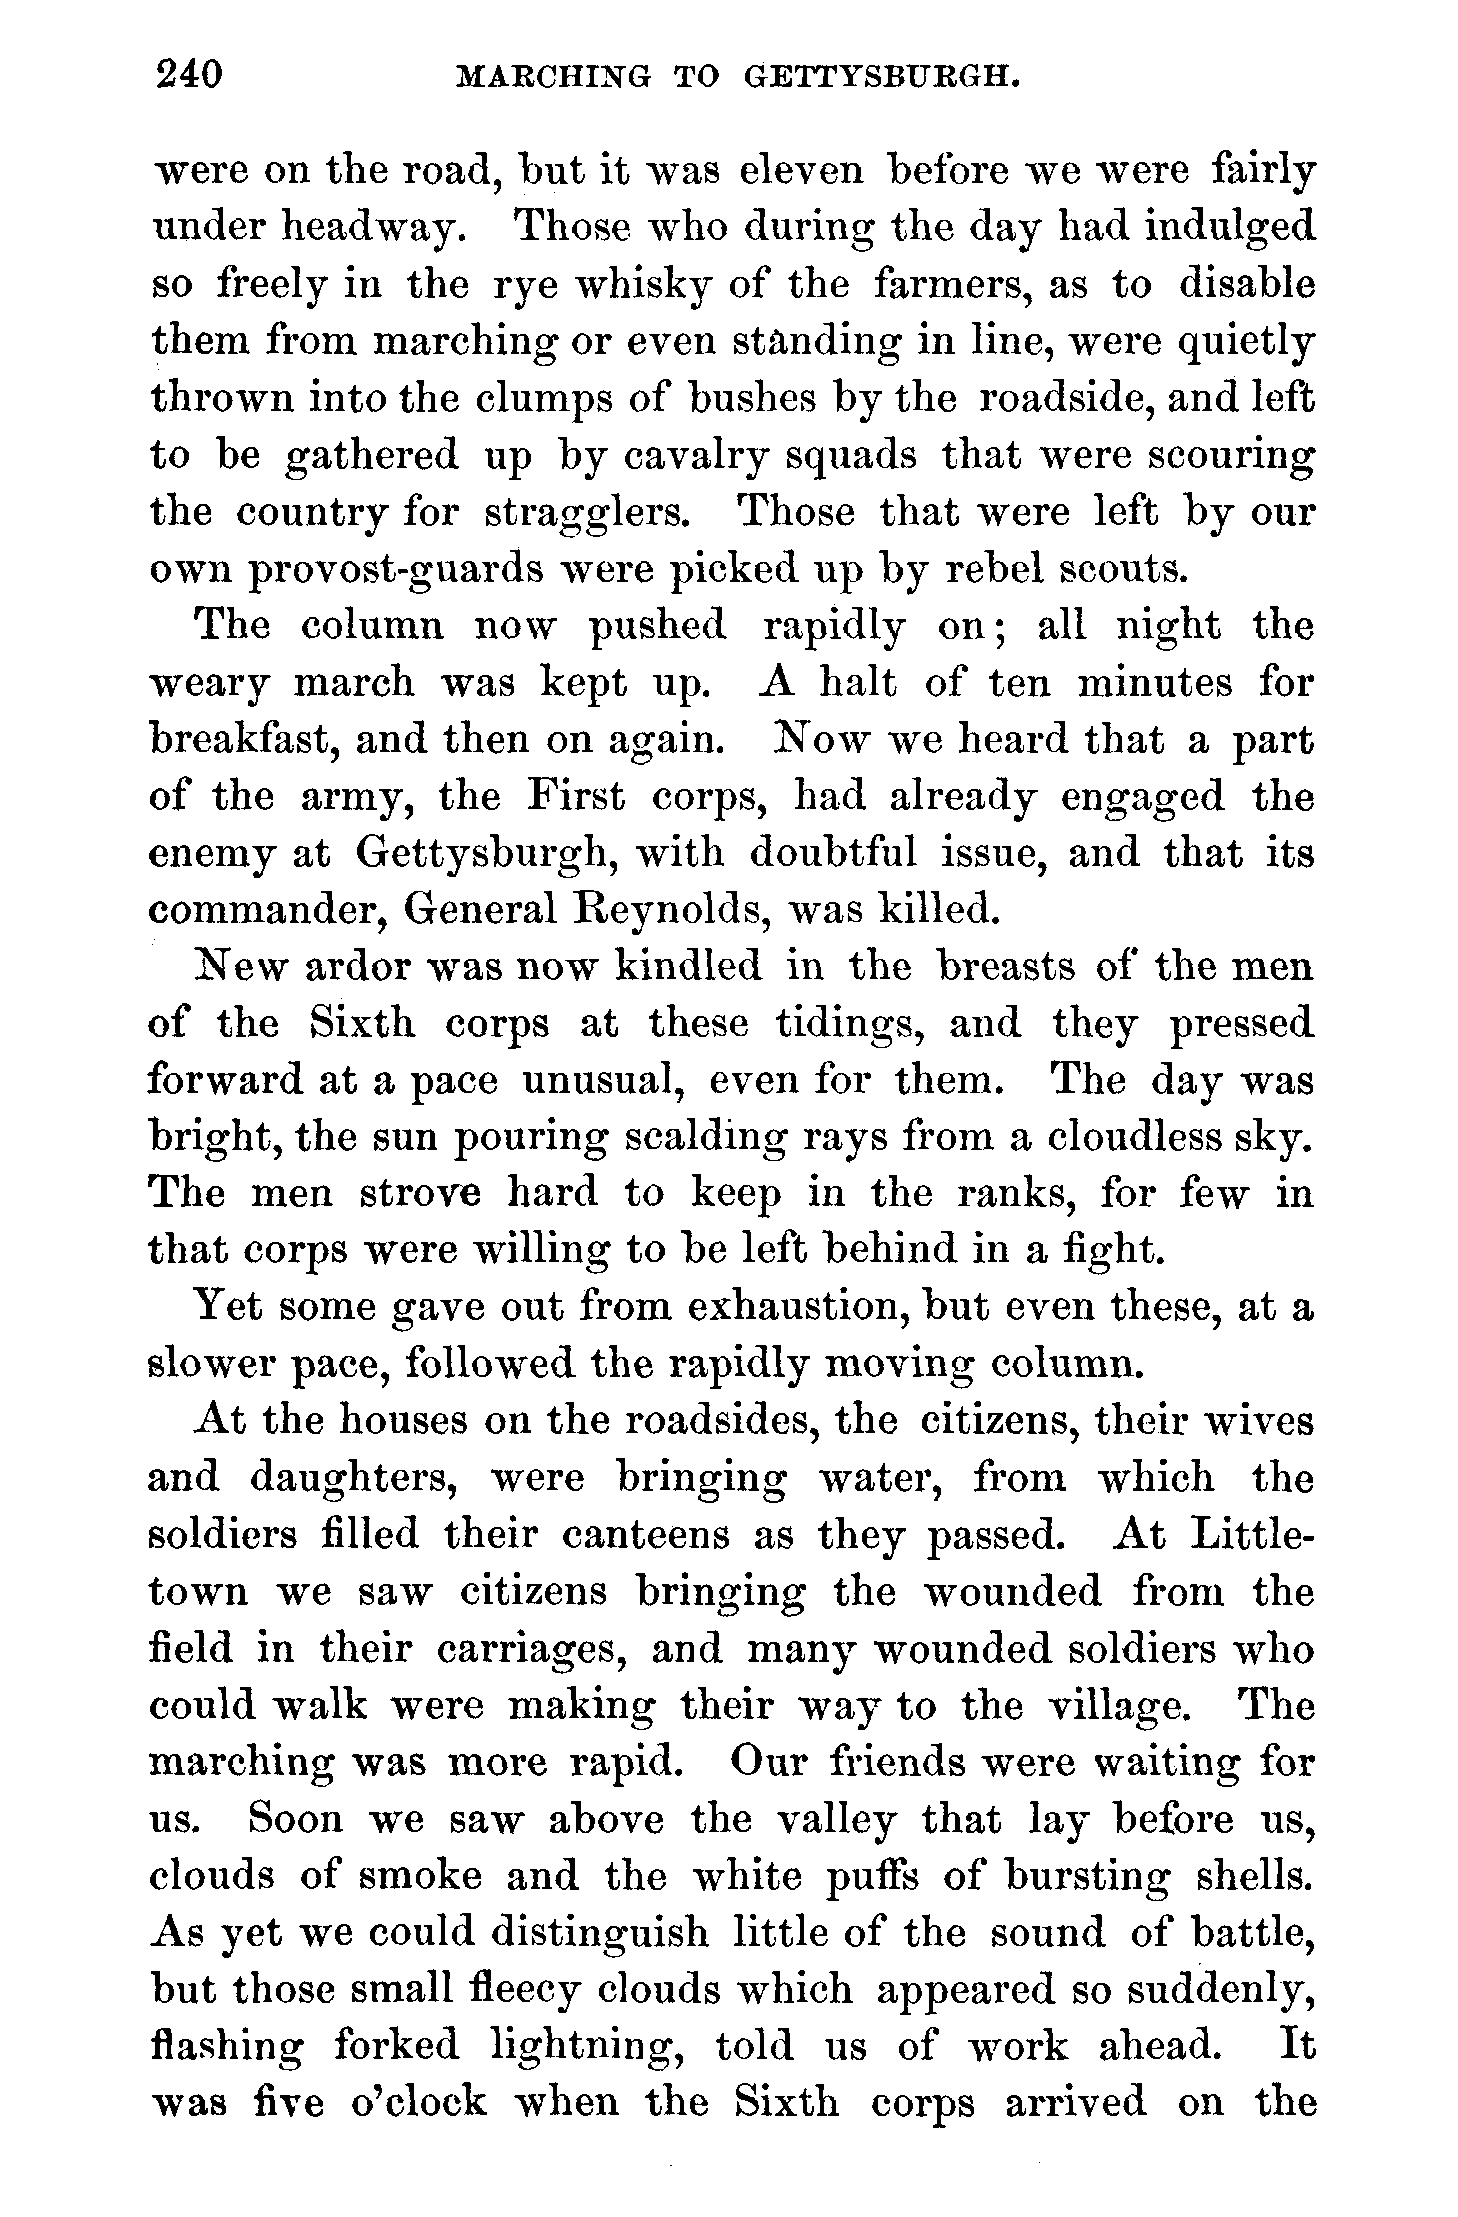 240 MARCHING TO GETTYSBURGH.
were on the road, but it was eleven before we were fairly
under headway. Those who during the day had indulged
so freely in the rye whisky of the farmers, as to disable
them from marching or even standing in line, were quietly
thrown into the clumps of bushes by the roadside, and left
to be gathered up by cavalry squads that were scouring
the country for stragglers. Those that were left by our
own provost-guards were picked up by rebel scouts.
The column now pushed rapidly on; all night the
weary march was kept up. A halt of ten minutes for
breakfast, and then on again. Now we heard that a part
of the army, the First corps, had already engaged the
enemy at Gettysburgh, with doubtful issue, and that its
commander, General Reynolds, was killed.
New ardor was now kindled in the breasts of the men
of the Sixth corps at these tidings, and they pressed
forward at a pace unusual, even for them. The day was
bright, the sun pouring scalding rays from a cloudless sky.
The men strove hard to keep in the ranks, for few in
that corps were willing to be left behind in a fight.
Yet some gave out from exhaustion, but even these, at a
slower pace, followed the rapidly moving column.
At the houses on the roadsides, the citizens, their wives
and daughters, were bringing water, from which the
soldiers filled their canteens as they passed. At Little-
town we saw citizens bringing the wounded from the
field in their carriages, and many wounded soldiers who
could walk were making their way to the village. The
marching was more rapid. Our friends were waiting for
us. Soon we saw above the valley that lay before us,
clouds of smoke and the white puffs of bursting shells.
As yet we could distinguish little of the sound of battle,
but those small fleecy clouds which appeared so suddenly,
flashing forked lightning, told us of work ahead. It
was five o'clock when the Sixth corps arrived on the